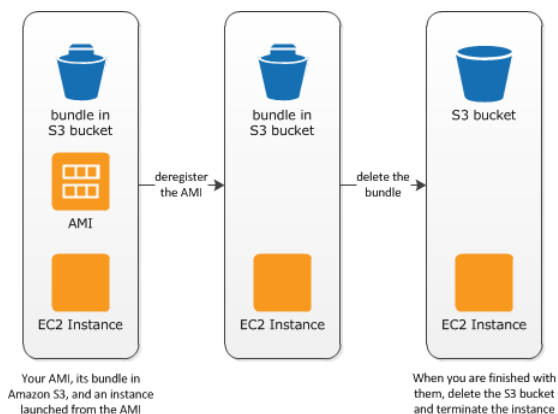 bundle in
S3 bucket
AMI
EC2 Instance
Your AMI, its bundle in
Amazon S3, and an instance
launched from the AMI
deregister
the AMI
bundle in
S3 bucket
EC2 Instance
delete the
bundle
S3 bucket
EC2 Instance
When you are finished with
them, delete the S3 bucket
and terminate the instance